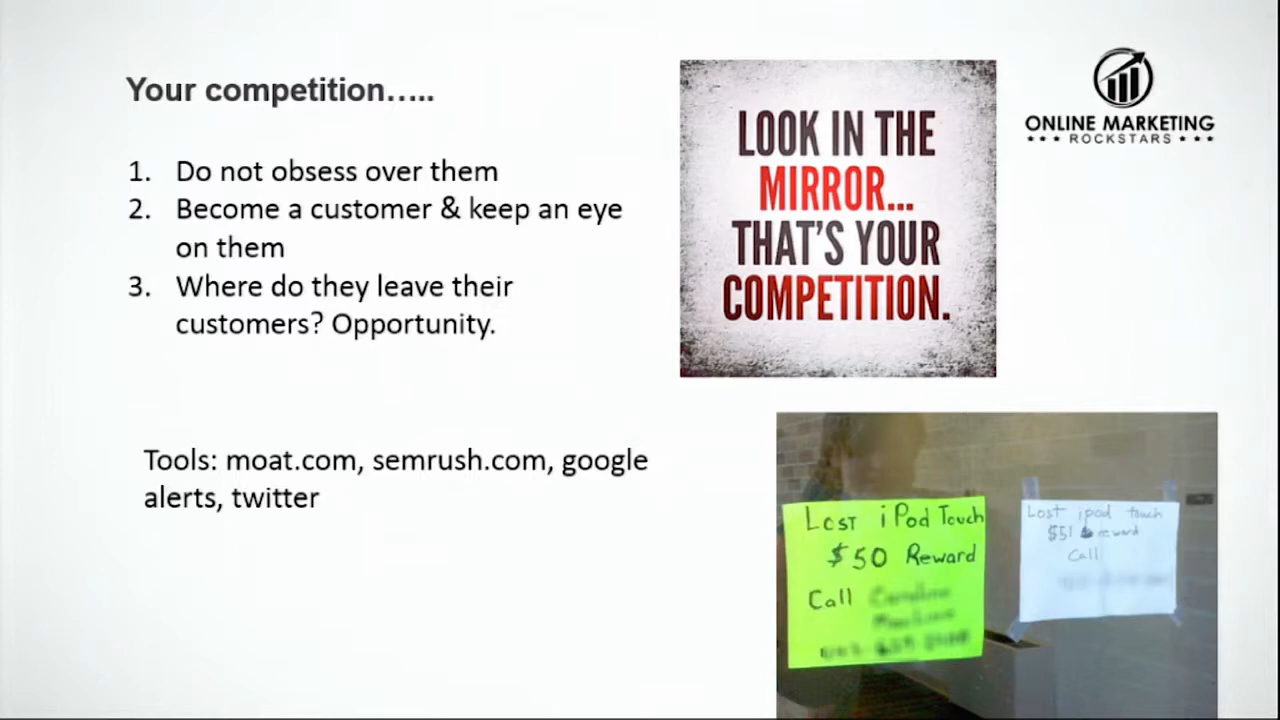 Your competition…..
1. Do not obsess over them
2. Become a customer & keep an eye
on them
3. Where do they leave their
customers? Opportunity.
Tools: moat.com, semrush.com, google
alerts, twitter
LOOK IN THE
MIRROR...
THAT'S YOUR
COMPETITION.
ONLINE MARKETING
ROCKSTARS
Lost iPod Touch
$50 Reward
Call
Lost ipod touch
$51 reward
Call